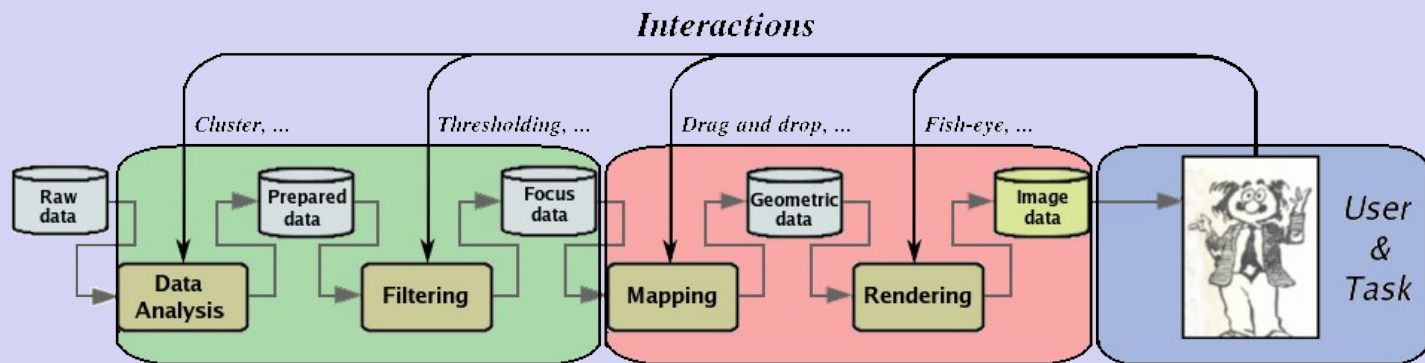 Interactions
Cluster, ...
Thresholding, ...
Drag and drop, ...
Fish-eye, ...
Raw
data
Prepared
data
Focus
data
Geometric
data
Image
data
User
&
Task
Data
Analysis
Filtering
Mapping
Rendering